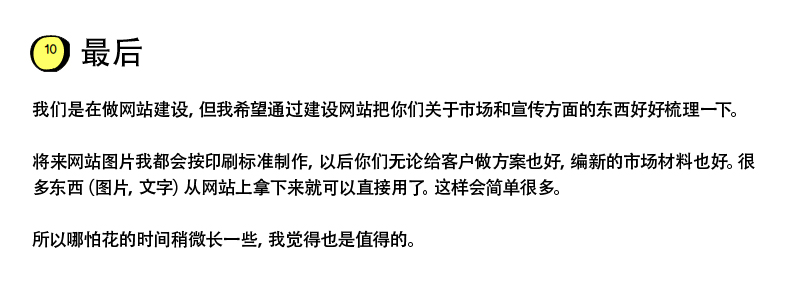 10 最后
我们是在做网站建设, 但我希望通过建设网站把你们关于市场和宣传方面的东西好好梳理一下。
将来网站图片我都会按印刷标准制作, 以后你们无论给客户做方案也好, 编新的市场材料也好。很
多东西 (图片, 文字) 从网站上拿下来就可以直接用了。这样会简单很多。
所以哪怕花的时间稍微长一些, 我觉得也是值得的。